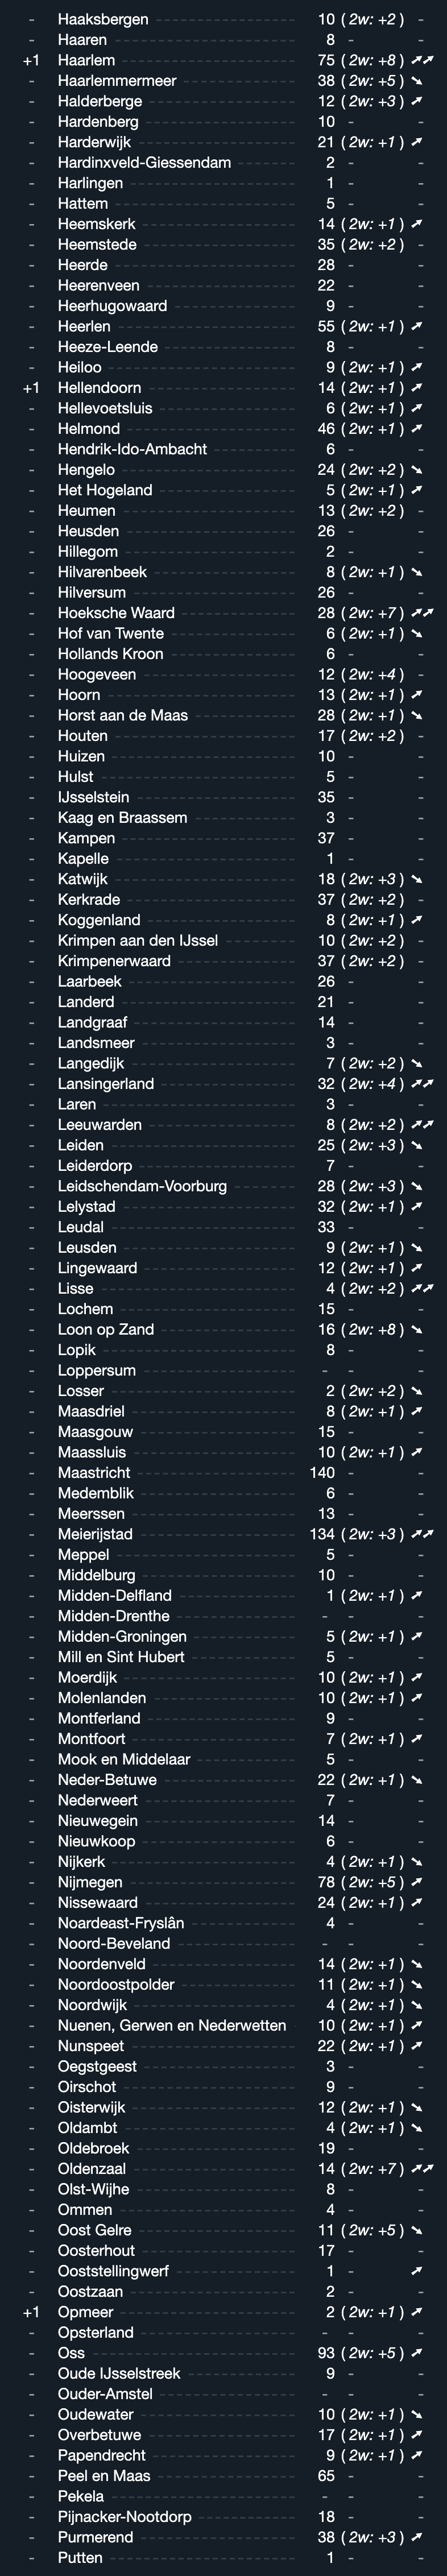 - Haaksbergen 10 ( 2w: +2 ) -
- Haaren 8 - -
+1 Haarlem 75 ( 2w: +8 ) ➚➚
- Haarlemmermeer 38 ( 2w: +5 ) ➘
- Halderberge 12 ( 2w: +3 ) ➚
- Hardenberg 10 - -
- Harderwijk 21 ( 2w: +1 ) ➚
- Hardinxveld-Giessendam 2 - -
- Harlingen 1 - -
- Hattem 5 - -
- Heemskerk 14 ( 2w: +1 ) ➚
- Heemstede 35 ( 2w: +2 ) -
- Heerde 28 - -
- Heerenveen 22 - -
- Heerhugowaard 9 - -
- Heerlen 55 ( 2w: +1 ) ➚
- Heeze-Leende 8 - -
- Heiloo 9 ( 2w: +1 ) ➚
+1 Hellendoorn 14 ( 2w: +1 ) ➚
- Hellevoetsluis 6 ( 2w: +1 ) ➚
- Helmond 46 ( 2w: +1 ) ➚
- Hendrik-Ido-Ambacht 6 - -
- Hengelo 24 ( 2w: +2 ) ➘
- Het Hogeland 5 ( 2w: +1 ) ➚
- Heumen 13 ( 2w: +2 ) -
- Heusden 26 - -
- Hillegom 2 - -
- Hilvarenbeek 8 ( 2w: +1 ) ➘
- Hilversum 26 - -
- Hoeksche Waard 28 ( 2w: +7 ) ➚➚
- Hof van Twente 6 ( 2w: +1 ) ➘
- Hollands Kroon 6 - -
- Hoogeveen 12 ( 2w: +4 ) -
- Hoorn 13 ( 2w: +1 ) ➚
- Horst aan de Maas 28 ( 2w: +1 ) ➘
- Houten 17 ( 2w: +2 ) -
- Huizen 10 - -
- Hulst 5 - -
- IJsselstein 35 - -
- Kaag en Braassem 3 - -
- Kampen 37 - -
- Kapelle 1 - -
- Katwijk 18 ( 2w: +3 ) ➘
- Kerkrade 37 ( 2w: +2 ) -
- Koggenland 8 ( 2w: +1 ) ➚
- Krimpen aan den IJssel 10 ( 2w: +2 ) -
- Krimpenerwaard 37 ( 2w: +2 ) -
- Laarbeek 26 - -
- Landerd 21 - -
- Landgraaf 14 - -
- Landsmeer 3 - -
- Langedijk 7 ( 2w: +2 ) ➘
- Lansingerland 32 ( 2w: +4 ) ➚➚
- Laren 3 - -
- Leeuwarden 8 ( 2w: +2 ) ➚➚
- Leiden 25 ( 2w: +3 ) ➘
- Leiderdorp 7 - -
- Leidschendam-Voorburg 28 ( 2w: +3 ) ➘
- Lelystad 32 ( 2w: +1 ) ➚
- Leudal 33 - -
- Leusden 9 ( 2w: +1 ) ➘
- Lingewaard 12 ( 2w: +1 ) ➚
- Lisse 4 ( 2w: +2 ) ➚➚
- Lochem 15 - -
- Loon op Zand 16 ( 2w: +8 ) ➘
- Lopik 8 - -
- Loppersum - - -
- Losser 2 ( 2w: +2 ) ➘
- Maasdriel 8 ( 2w: +1 ) ➚
- Maasgouw 15 - -
- Maassluis 10 ( 2w: +1 ) ➚
- Maastricht 140 - -
- Medemblik 6 - -
- Meerssen 13 - -
- Meierijstad 134 ( 2w: +3 ) ➚➚
- Meppel 5 - -
- Middelburg 10 - -
- Midden-Delfland 1 ( 2w: +1 ) ➚
- Midden-Drenthe - - -
- Midden-Groningen 5 ( 2w: +1 ) ➚
- Mill en Sint Hubert 5 - -
- Moerdijk 10 ( 2w: +1 ) ➚
- Molenlanden 10 ( 2w: +1 ) ➚
- Montferland 9 - -
- Montfoort 7 ( 2w: +1 ) ➚
- Mook en Middelaar 5 - -
- Neder-Betuwe 22 ( 2w: +1 ) ➘
- Nederweert 7 - -
- Nieuwegein 14 - -
- Nieuwkoop 6 - -
- Nijkerk 4 ( 2w: +1 ) ➘
- Nijmegen 78 ( 2w: +5 ) ➚
- Nissewaard 24 ( 2w: +1 ) ➚
- Noardeast-Fryslân 4 - -
- Noord-Beveland - - -
- Noordenveld 14 ( 2w: +1 ) ➘
- Noordoostpolder 11 ( 2w: +1 ) ➘
- Noordwijk 4 ( 2w: +1 ) ➘
- Nuenen, Gerwen en Nederwetten 10 ( 2w: +1 ) ➚
- Nunspeet 22 ( 2w: +1 ) ➚
- Oegstgeest 3 - -
- Oirschot 9 - -
- Oisterwijk 12 ( 2w: +1 ) ➘
- Oldambt 4 ( 2w: +1 ) ➘
- Oldebroek 19 - -
- Oldenzaal 14 ( 2w: +7 ) ➚➚
- Olst-Wijhe 8 - -
- Ommen 4 - -
- Oost Gelre 11 ( 2w: +5 ) ➘
- Oosterhout 17 - -
- Ooststellingwerf 1 ➚
- Oostzaan 2 - -
+1 Opmeer 2 ( 2w: +1 ) ➚
- Opsterland - - -
- Oss 93 ( 2w: +5 ) ➚
- Oude IJsselstreek 9 - -
- Ouder-Amstel - - -
- Oudewater 10 ( 2w: +1 ) ➘
- Overbetuwe 17 ( 2w: +1 ) ➚
- Papendrecht 9 ( 2w: +1 ) ➚
- Peel en Maas 65 - -
- Pekela - - -
- Pijnacker-Nootdorp 18 - -
- Purmerend 38 ( 2w: +3 ) ➚
- Putten 1 - -